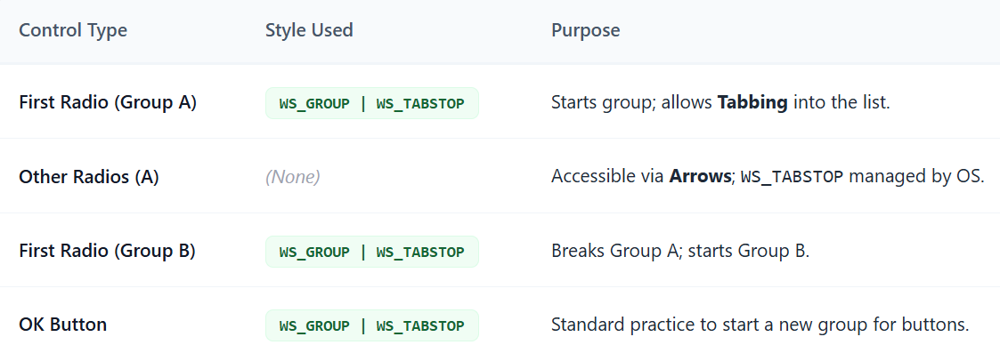 Control Type Style Used Purpose
First Radio (Group A) WS_GROUP | WS_TABSTOP Starts group; allows Tabbing into the list.
Other Radios (A) (None) Accessible via Arrows; WS_TABSTOP managed by OS.
First Radio (Group B) WS_GROUP | WS_TABSTOP Breaks Group A; starts Group B.
OK Button WS_GROUP | WS_TABSTOP Standard practice to start a new group for buttons.